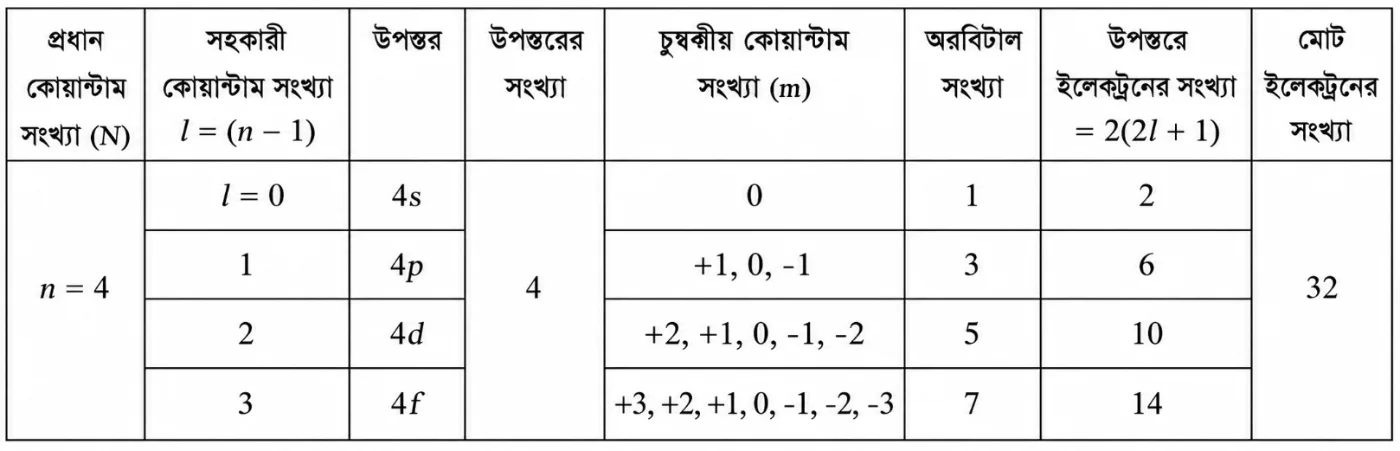 প্রধান কোয়ান্টাম সংখ্যা (N) | সহকারী কোয়ান্টাম সংখ্যা l = (n – 1) | উপস্তর | উপস্তরের সংখ্যা | চুম্বকীয় কোয়ান্টাম সংখ্যা (m) | অরবিটাল সংখ্যা | উপস্তরে ইলেকট্রনের সংখ্যা = 2(2l + 1) | মোট ইলেকট্রনের সংখ্যা
n = 4 | l = 0 | 4s | 4 | 0 | 1 | 2 | 32
1 | 4p | +1, 0, -1 | 3 | 6
2 | 4d | +2, +1, 0, -1, -2 | 5 | 10
3 | 4f | +3, +2, +1, 0, -1, -2, -3 | 7 | 14